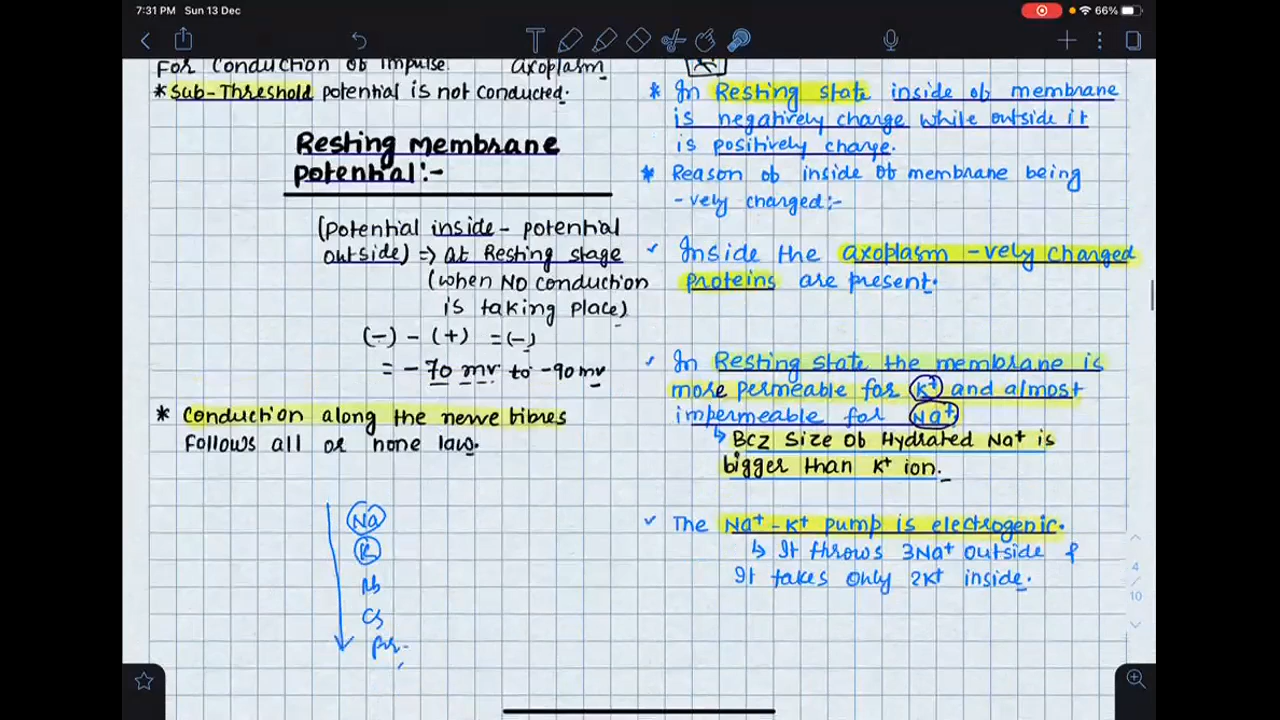 7:31 PM Sun 13 Dec
66%
For Conduction of impulse.
*Sub-Threshold potential is not conducted.
Resting membrane
potential:-
(Potential inside - potential
outside) => at Resting stage
(when NO conduction
is taking place)
(-) - (+) = (-)
= - 70 mv to -90 mv
* Conduction along the nerve fibres
follows all or none law.
Na
K
Rb
Cs
Axoplasm
* In Resting state inside of membrane
is negatively charge while outside it
is positively charge.
* Reason of inside of membrane being
-vely charged:-
✓ Inside the axoplasm -vely charged
proteins are present.
✓ In Resting state the membrane is
more permeable for K+ and almost
impermeable for Na+
↳ Bcz Size of Hydrated Na+ is
bigger than K+ ion.
✓ The Na+ - K+ pump is electrogenic.
↳ It throws 3Na+ outside &
It takes only 2K+ inside.
4
/
10